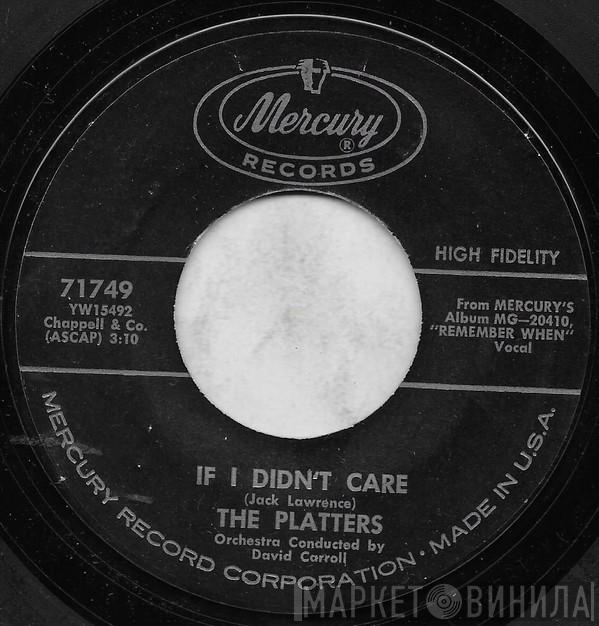 Mercury
®
RECORDS
HIGH FIDELITY
71749
YW15492
Chappell & Co.
(ASCAP) 3:10
From MERCURY'S
Album MG—20410,
"REMEMBER WHEN"
Vocal
IF I DIDN'T CARE
(Jack Lawrence)
THE PLATTERS
Orchestra Conducted by
David Carroll
MERCURY RECORD CORPORATION • MADE IN U.S.A.
МАРКЕТ ВИНИЛА